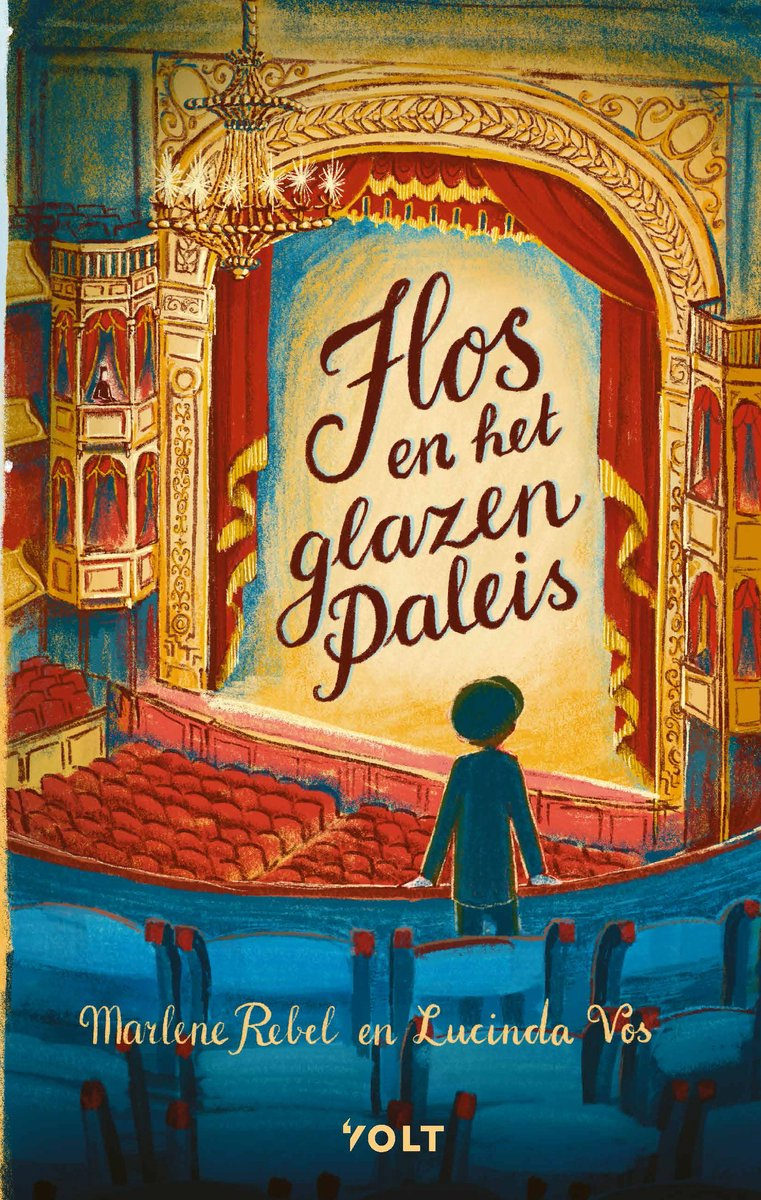 Flos
en het
glazen
Paleis
Marlene Rebel en Lucinda Vos
VOLT